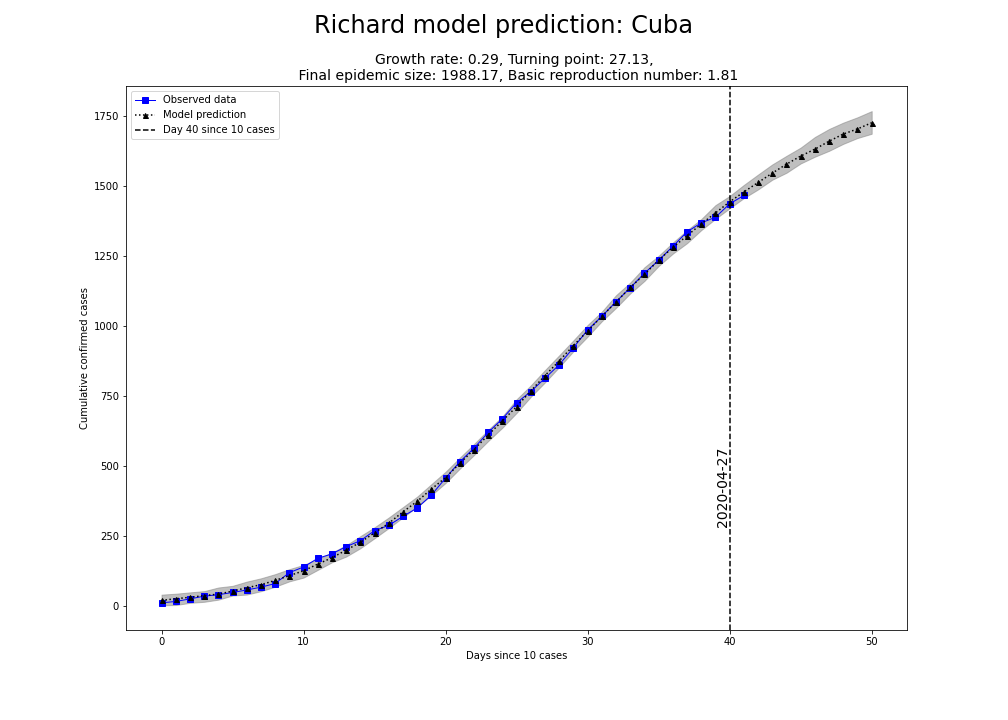 Richard model prediction: Cuba
Growth rate: 0.29, Turning point: 27.13,
Final epidemic size: 1988.17, Basic reproduction number: 1.81
Observed data
Model prediction
Day 40 since 10 cases
1750
1500
1250
1000
750
500
250
0
Cumulative confirmed cases
2020-04-27
0 10 20 30 40 50
Days since 10 cases